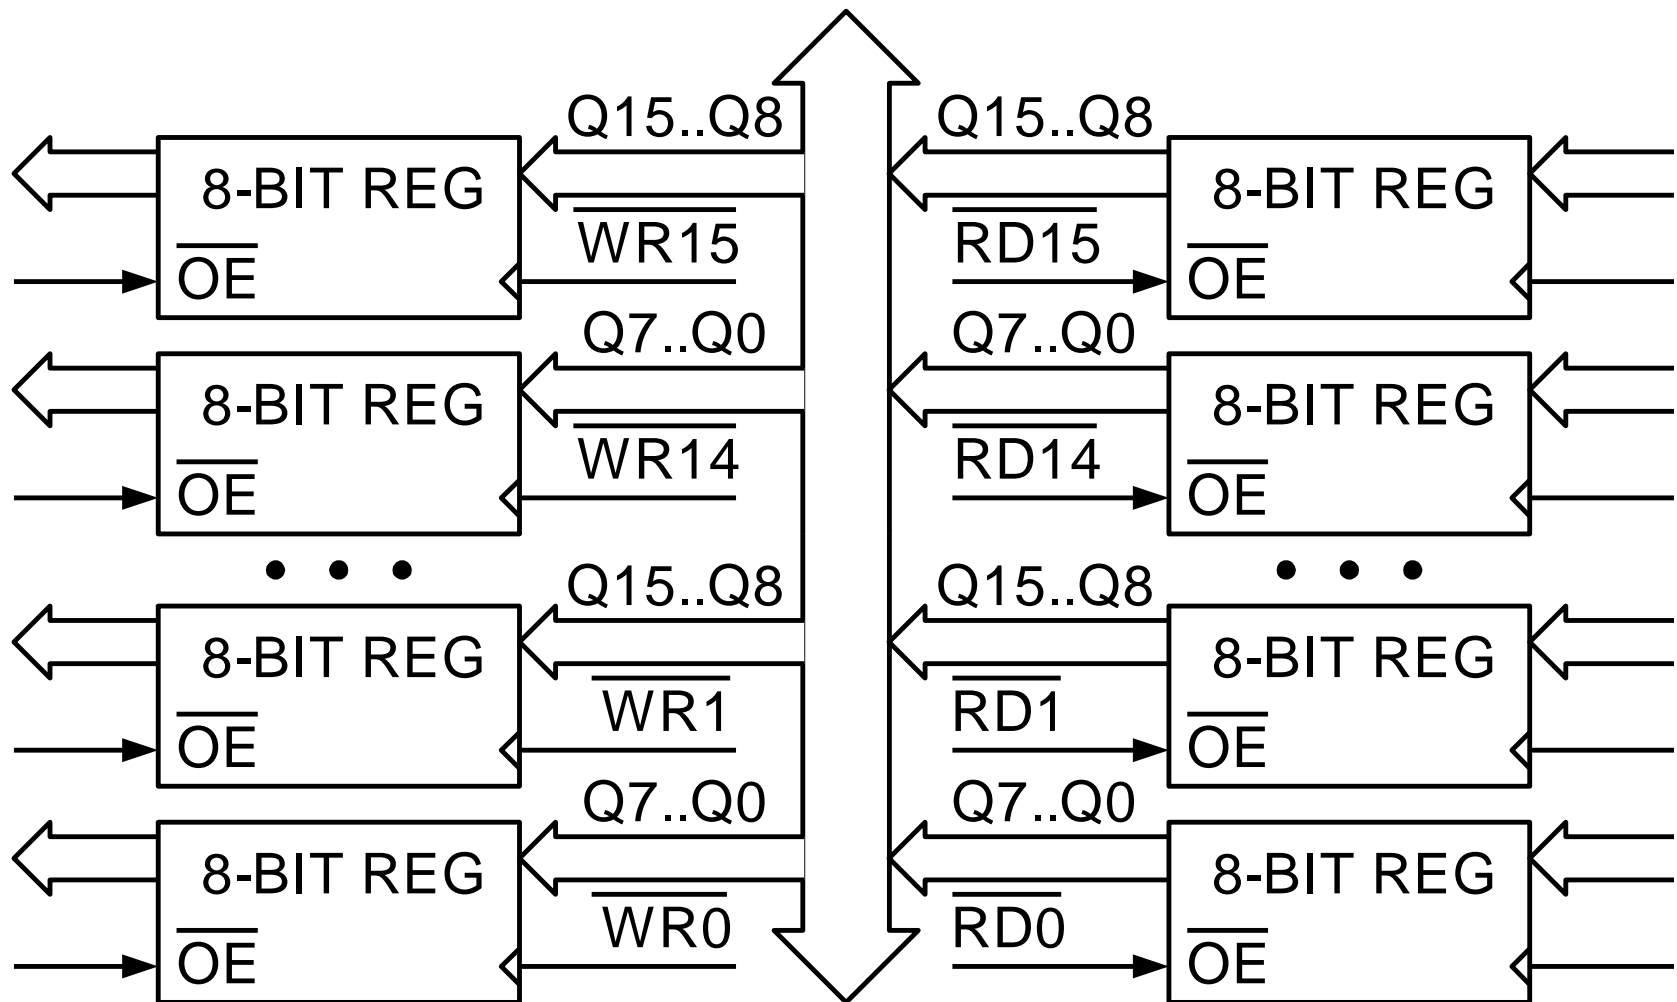 Q15..Q8 Q15..Q8
8-BIT REG 8-BIT REG
WR15 RD15
OE OE
Q7..Q0 Q7..Q0
8-BIT REG 8-BIT REG
WR14 RD14
OE OE
• • • • • •
Q15..Q8 Q15..Q8
8-BIT REG 8-BIT REG
WR1 RD1
OE OE
Q7..Q0 Q7..Q0
8-BIT REG 8-BIT REG
WR0 RD0
OE OE